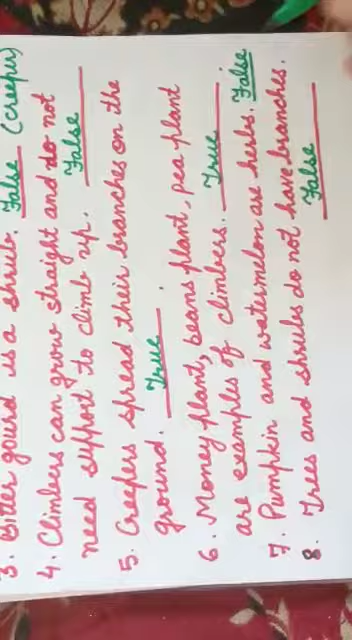 3. Bitter gourd is a shrub. False (creeper)
4. Climbers can grow straight and do not
need support to climb up. False
5. Creepers spread their branches on the
ground. True.
6. Money plant, beans plant, pea plant
are examples of climbers. True
7. Pumpkin and watermelon are herbs. False
8. Trees and shrubs do not have branches.
False